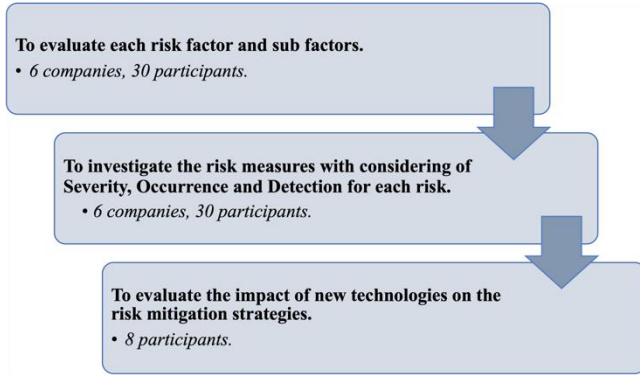 To evaluate each risk factor and sub factors.
• 6 companies, 30 participants.
To investigate the risk measures with considering of
Severity, Occurrence and Detection for each risk.
• 6 companies, 30 participants.
To evaluate the impact of new technologies on the
risk mitigation strategies.
• 8 participants.